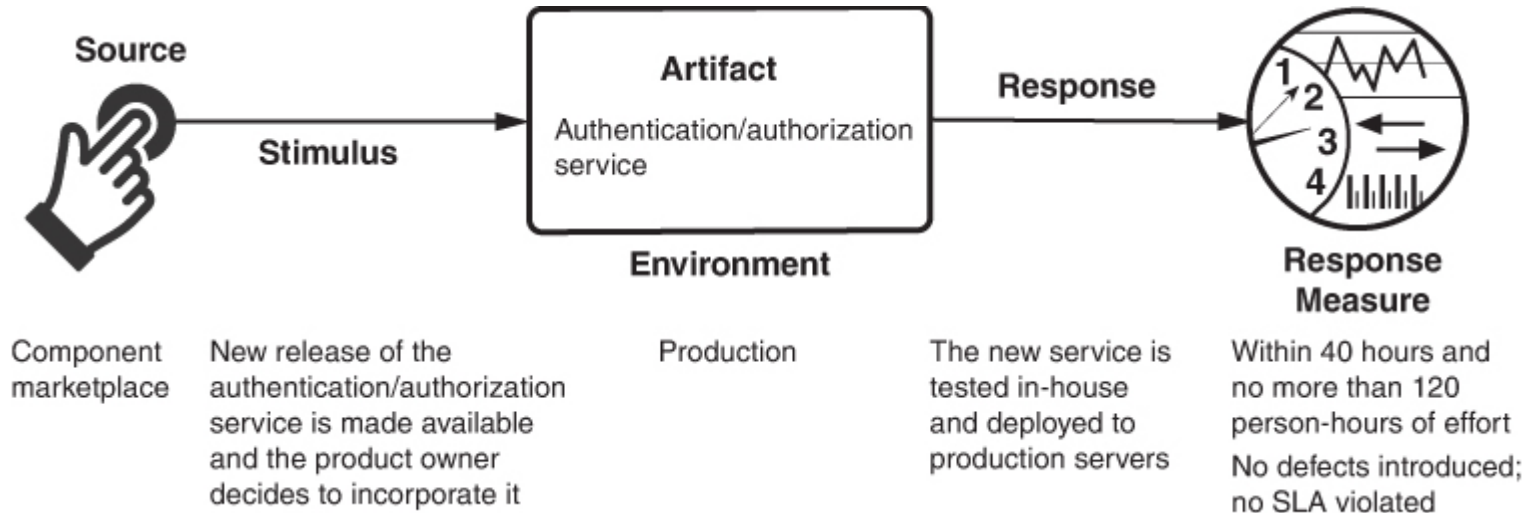 Source
Stimulus
Artifact
Authentication/authorization
service
Environment
Response
1
2
3
4
Response
Measure
Component
marketplace
New release of the
authentication/authorization
service is made available
and the product owner
decides to incorporate it
Production
The new service is
tested in-house
and deployed to
production servers
Within 40 hours and
no more than 120
person-hours of effort
No defects introduced;
no SLA violated